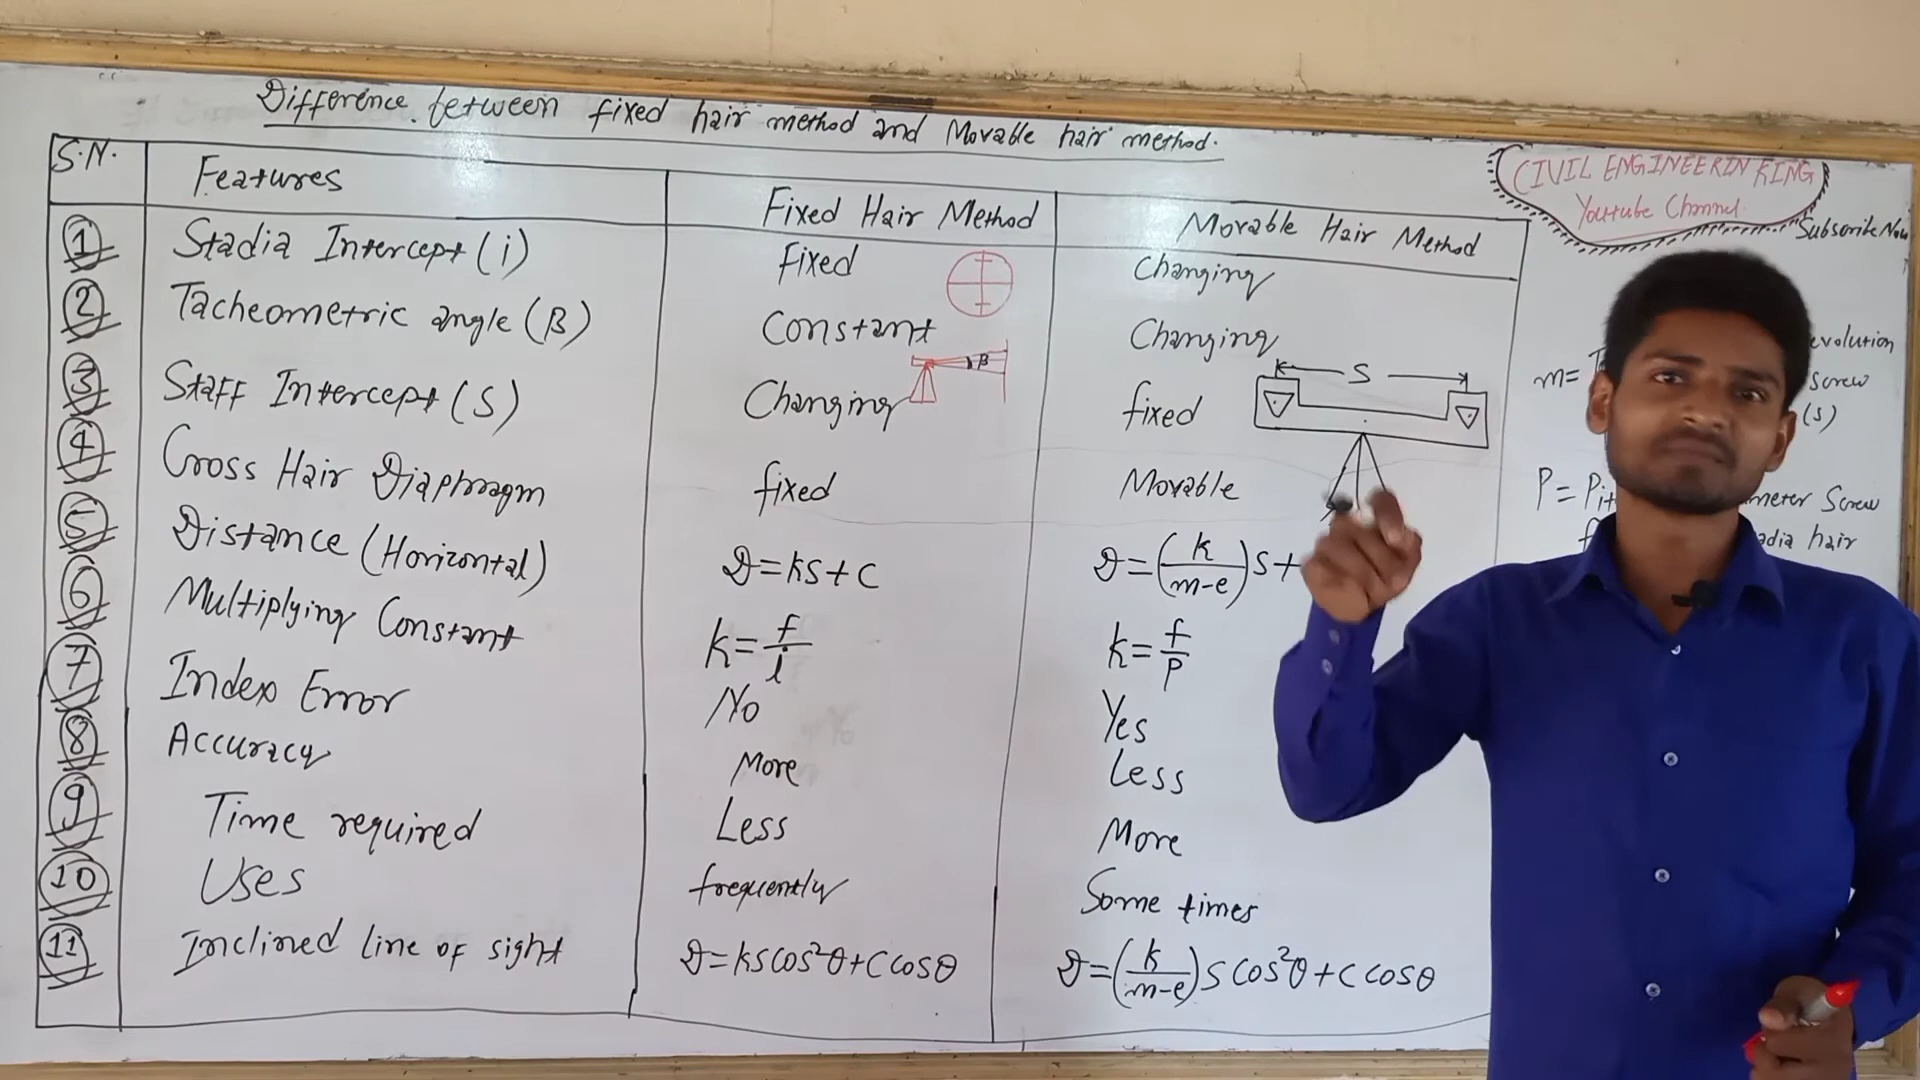 Difference between fixed hair method and Movable hair method.
S.N. Features Fixed Hair Method Movable Hair Method
1 Stadia Intercept (i) fixed Changing
2 Tacheometric angle (β) Constant Changing
β
3 Staff Intercept (S) Changing fixed
S
4 Cross Hair Diaphragm fixed Movable
5 Distance (Horizontal) D=KS+C D=(K/m-e)S+
6 Multiplying Constant K=f/i K=f/P
7 Index Error No Yes
8 Accuracy More Less
9 Time required Less More
10 Uses frequently Some times
11 Inclined line of sight D=KScos²θ+Ccosθ D=(K/m-e)S cos²θ+C cosθ
CIVIL ENGINEERIN KING
Youtube Channel
Subscribe Now
evolution
m= screw
(S)
P= meter Screw
adia hair